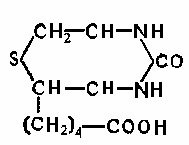 CH₂ CH NH
S CO
CH CH NH
(CH₂)₄ COOH